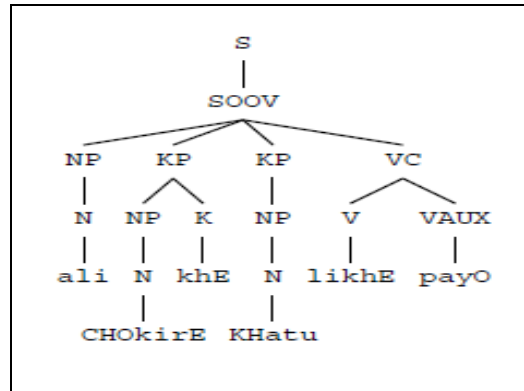 S
SOOV
NP KP KP VC
N NP K NP V VAUX
ali N khE N likhE payO
CHOkirE KHatu